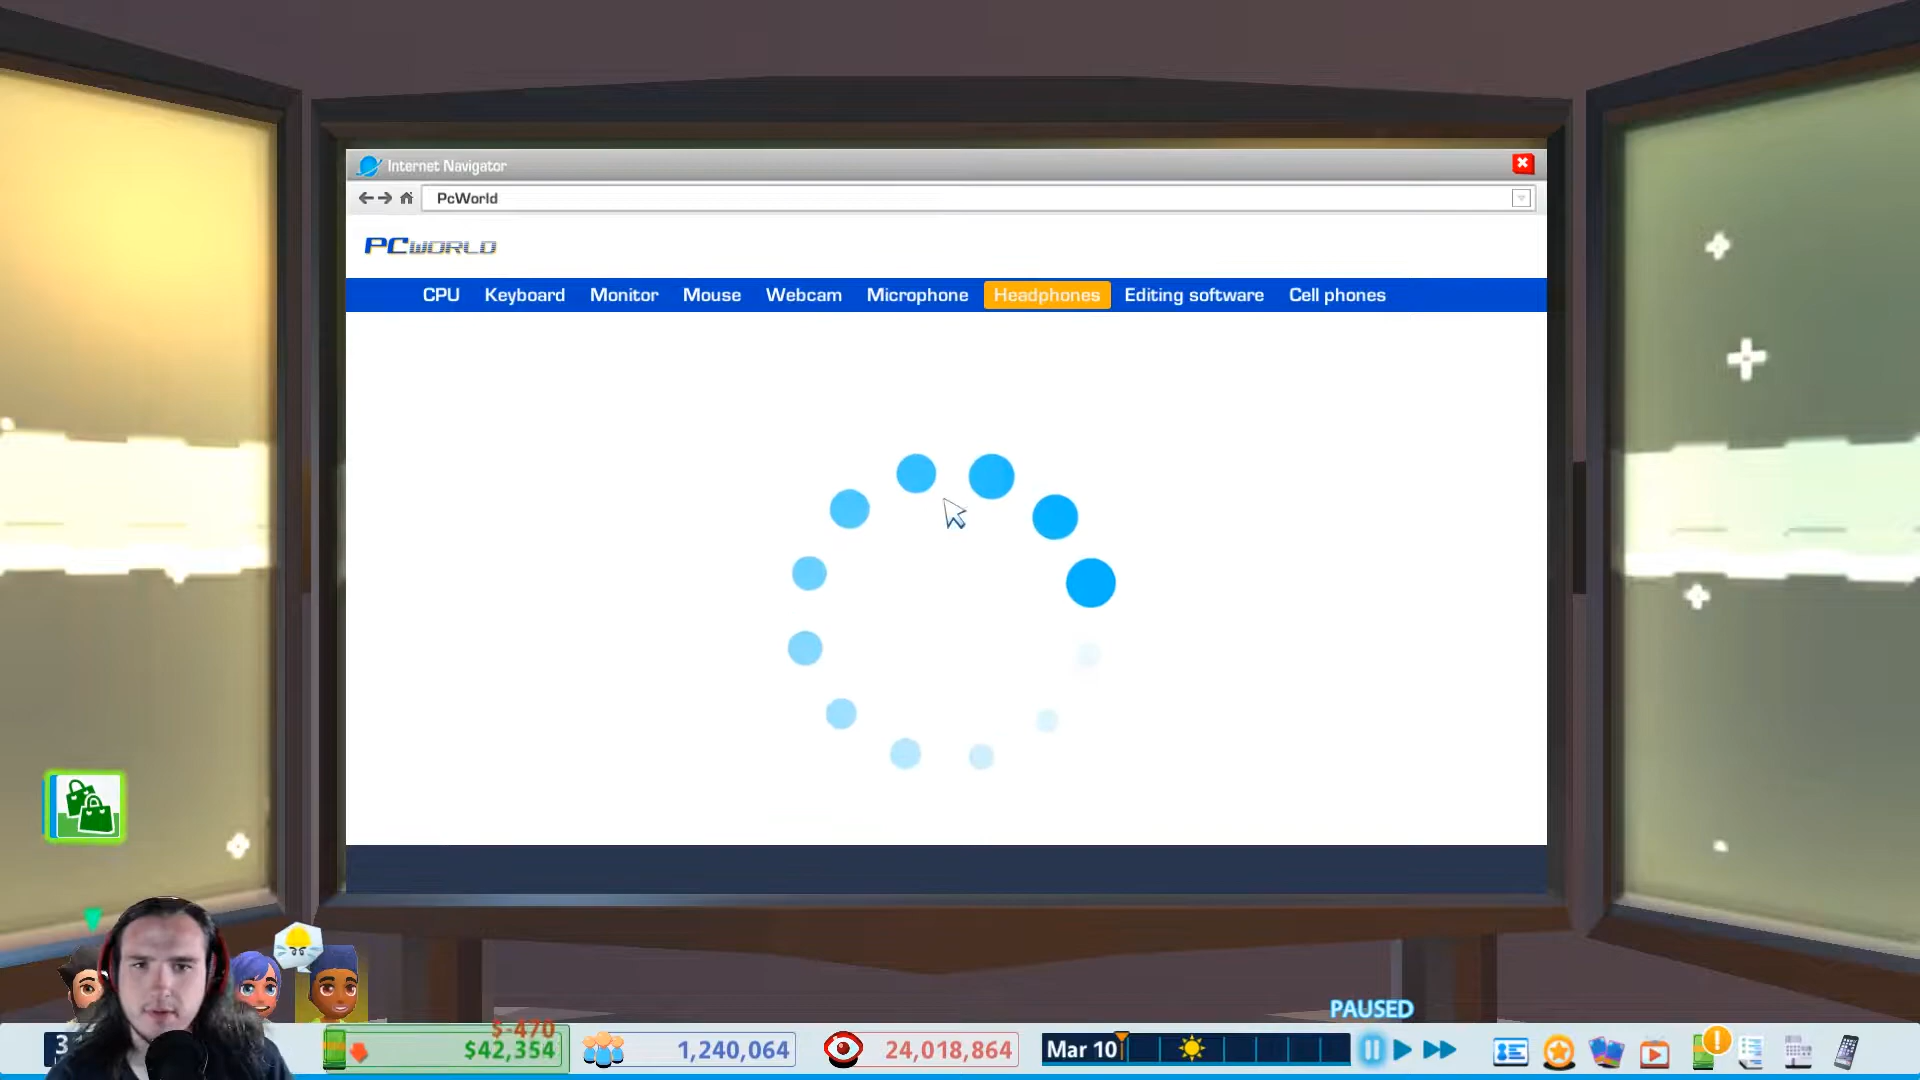 Internet Navigator
PcWorld
PCWORLD
CPU Keyboard Monitor Mouse Webcam Microphone Headphones Editing software Cell phones
PAUSED
$-470
3 $42,354 1,240,064 24,018,864 Mar 10